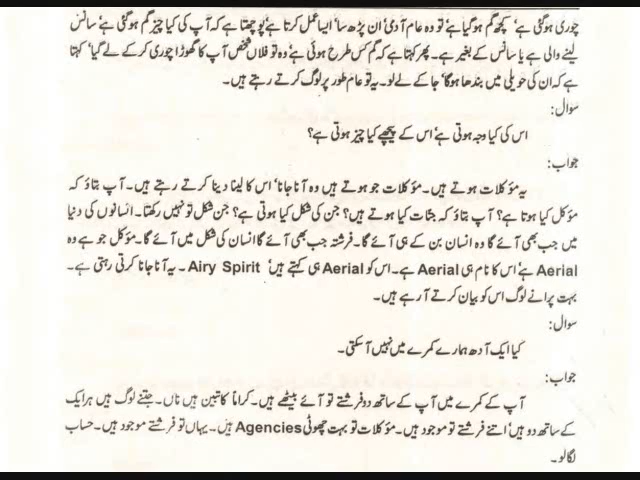 چوری ہوگئی ہے' کچھ گم ہو گیا ہے' تو وہ عام آدمی' ان پڑھ سا' ایسا عمل کرتا ہے' پوچھتا ہے کہ آپ کی کیا چیز گم ہوگئی ہے' سانس
لینے والی ہے یا سانس کے بغیر ہے۔ پھر کہتا ہے کہ گم کس طرح ہوئی ہے' وہ تو فلاں شخص آپ کا گھوڑا چوری کرکے لے گیا' کہتا
ہے کہ ان کی حویلی میں بندھا ہوگا' جا کے لے لو۔ یہ تو عام طور پر لوگ کرتے رہتے ہیں۔
سوال:
اس کی کیا وجہ ہوتی ہے' اس کے پیچھے کیا چیز ہوتی ہے؟
جواب:
یہ مؤکلات ہوتے ہیں۔ مؤکلات جو ہوتے ہیں وہ آنا جانا' اس کا لینا دینا کرتے رہتے ہیں۔ آپ بتاؤ کہ
مؤکل کیا ہوتا ہے؟ آپ بتاؤ کہ جنات کیا ہوتے ہیں؟ جن کی شکل کیا ہوتی ہے؟ جن شکل تو نہیں رکھتا۔ انسانوں کی دنیا
میں جب بھی آئے گا وہ انسان بن کے ہی آئے گا۔ فرشتہ جب بھی آئے گا انسان کی شکل میں آئے گا۔ مؤکل جو ہے وہ
Aerial ہے' اس کا نام ہی Aerial ہے۔ اس کو Aerial ہی کہتے ہیں' Airy Spirit ۔ یہ آنا جانا کرتی رہتی ہے۔
بہت پرانے لوگ اس کو بیان کرتے آ رہے ہیں۔
سوال:
کیا ایک آدھ ہمارے کمرے میں نہیں آ سکتی۔
جواب:
آپ کے کمرے میں آپ کے ساتھ دو فرشتے تو آئے بیٹھے ہیں۔ کراماً کاتبین ہیں ناں۔ جتنے لوگ ہیں ہر ایک
کے ساتھ دو ہیں' اتنے فرشتے تو موجود ہیں۔ مؤکلات تو بہت چھوٹی Agencies ہیں۔ یہاں تو فرشتے موجود ہیں۔ حساب
لگا لو۔